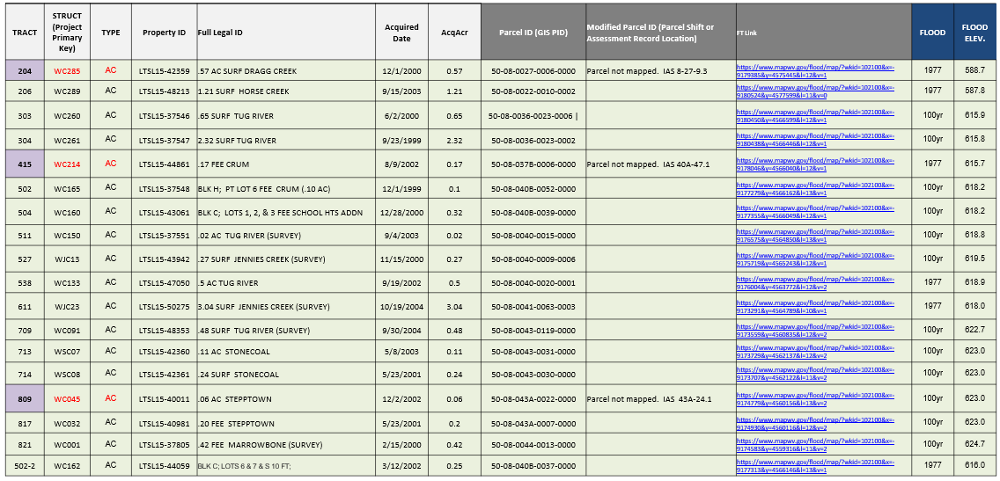 TRACT STRUCT (Project Primary Key) TYPE Property ID Full Legal ID Acquired Date AcqAcr Parcel ID (GIS PID) Modified Parcel ID (Parcel Shift or Assessment Record Location) FT Link FLOOD FLOOD ELEV.
204 WC285 AC LTSL15-42359 .57 AC SURF DRAGG CREEK 12/1/2000 0.57 50-08-0027-0006-0000 Parcel not mapped. IAS 8-27-9.3 https://www.mapwv.gov/flood/map/?wkid=102100&x=-9179385&y=4575445&l=12&v=1 1977 588.7
206 WC289 AC LTSL15-48213 1.21 SURF HORSE CREEK 9/15/2003 1.21 50-08-0022-0010-0002 https://www.mapwv.gov/flood/map/?wkid=102100&x=-9180524&y=4577599&l=11&v=0 1977 587.8
303 WC260 AC LTSL15-37546 .65 SURF TUG RIVER 6/2/2000 0.65 50-08-0036-0023-0006 | https://www.mapwv.gov/flood/map/?wkid=102100&x=-9180450&y=4566599&l=12&v=1 100yr 615.9
304 WC261 AC LTSL15-37547 2.32 SURF TUG RIVER 9/23/1999 2.32 50-08-0036-0023-0002 https://www.mapwv.gov/flood/map/?wkid=102100&x=-9180438&y=4566446&l=12&v=1 100yr 615.8
415 WC214 AC LTSL15-44861 .17 FEE CRUM 8/9/2002 0.17 50-08-037B-0006-0000 Parcel not mapped. IAS 40A-47.1 https://www.mapwv.gov/flood/map/?wkid=102100&x=-9178046&y=4566040&l=12&v=1 100yr 615.7
502 WC165 AC LTSL15-37548 BLK H; PT LOT 6 FEE CRUM (.10 AC) 12/1/1999 0.1 50-08-040B-0052-0000 https://www.mapwv.gov/flood/map/?wkid=102100&x=-9177279&y=4566162&l=13&v=1 100yr 618.2
504 WC160 AC LTSL15-43061 BLK C; LOTS 1, 2, & 3 FEE SCHOOL HTS ADDN 12/28/2000 0.32 50-08-040B-0039-0000 https://www.mapwv.gov/flood/map/?wkid=102100&x=-9177355&y=4566049&l=12&v=1 100yr 618.2
511 WC150 AC LTSL15-37551 .02 AC TUG RIVER (SURVEY) 9/4/2003 0.02 50-08-0040-0015-0000 https://www.mapwv.gov/flood/map/?wkid=102100&x=-9176575&y=4564850&l=13&v=1 100yr 618.8
527 WJC13 AC LTSL15-43942 .27 SURF JENNIES CREEK (SURVEY) 11/15/2000 0.27 50-08-0040-0009-0006 https://www.mapwv.gov/flood/map/?wkid=102100&x=-9175719&y=4565243&l=12&v=1 100yr 619.5
538 WC133 AC LTSL15-47050 .5 AC TUG RIVER 9/19/2002 0.5 50-08-0040-0020-0001 https://www.mapwv.gov/flood/map/?wkid=102100&x=-9176004&y=4563772&l=12&v=2 1977 618.9
611 WJC23 AC LTSL15-50275 3.04 SURF JENNIES CREEK (SURVEY) 10/19/2004 3.04 50-08-0041-0063-0003 https://www.mapwv.gov/flood/map/?wkid=102100&x=-9173291&y=4564789&l=10&v=1 1977 618.0
709 WC091 AC LTSL15-48353 .48 SURF TUG RIVER (SURVEY) 9/30/2004 0.48 50-08-0043-0119-0000 https://www.mapwv.gov/flood/map/?wkid=102100&x=-9173559&y=4560835&l=12&v=2 100yr 622.7
713 WSC07 AC LTSL15-42360 .11 AC STONECOAL 5/8/2003 0.11 50-08-0043-0031-0000 https://www.mapwv.gov/flood/map/?wkid=102100&x=-9173729&y=4562137&l=12&v=2 100yr 623.0
714 WSC08 AC LTSL15-42361 .24 SURF STONECOAL 5/23/2001 0.24 50-08-0043-0030-0000 https://www.mapwv.gov/flood/map/?wkid=102100&x=-9173707&y=4562122&l=11&v=2 100yr 623.0
809 WC045 AC LTSL15-40011 .06 AC STEPPTOWN 12/2/2002 0.06 50-08-043A-0022-0000 Parcel not mapped. IAS 43A-24.1 https://www.mapwv.gov/flood/map/?wkid=102100&x=-9174779&y=4560156&l=13&v=2 100yr 623.0
817 WC032 AC LTSL15-40981 .20 FEE STEPPTOWN 5/23/2001 0.2 50-08-043A-0007-0000 https://www.mapwv.gov/flood/map/?wkid=102100&x=-9174930&y=4560116&l=12&v=2 100yr 623.0
821 WC001 AC LTSL15-37805 .42 FEE MARROWBONE (SURVEY) 2/15/2000 0.42 50-08-0044-0013-0000 https://www.mapwv.gov/flood/map/?wkid=102100&x=-9174583&y=4559316&l=11&v=2 100yr 624.7
502-2 WC162 AC LTSL15-44059 BLK C; LOTS 6 & 7 & S 10 FT; 3/12/2002 0.25 50-08-040B-0037-0000 https://www.mapwv.gov/flood/map/?wkid=102100&x=-9177313&y=4566146&l=13&v=1 1977 616.0